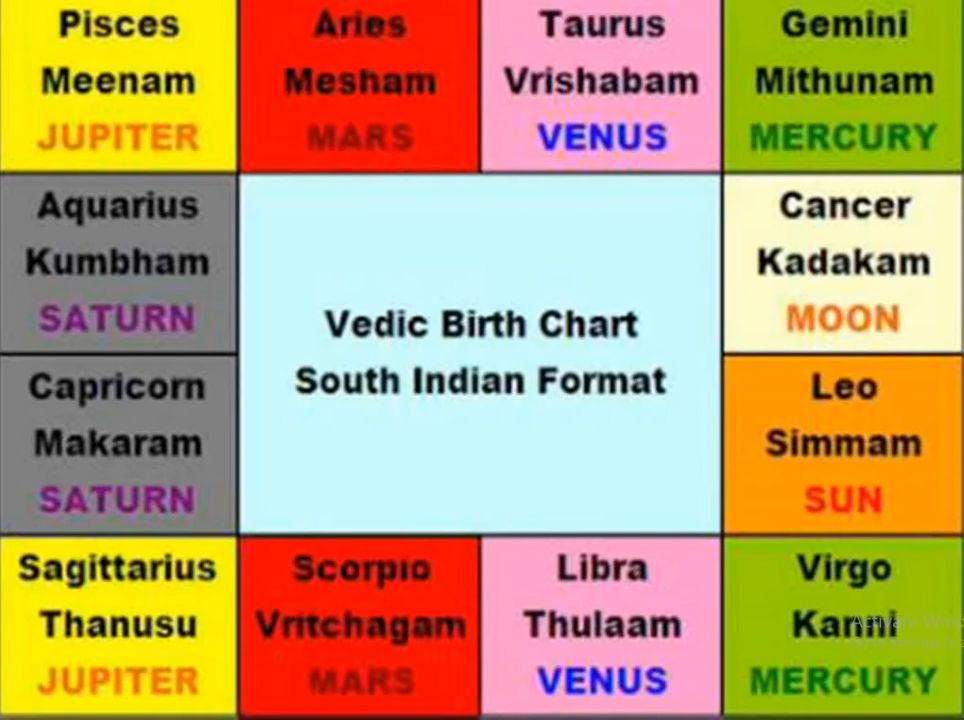 Pisces
Meenam
JUPITER
Aries
Mesham
MARS
Taurus
Vrishabam
VENUS
Gemini
Mithunam
MERCURY
Aquarius
Kumbham
SATURN
Vedic Birth Chart
South Indian Format
Cancer
Kadakam
MOON
Capricorn
Makaram
SATURN
Leo
Simmam
SUN
Sagittarius
Thanusu
JUPITER
Scorpio
Vritchagam
MARS
Libra
Thulaam
VENUS
Virgo
Kanni
MERCURY
Activate